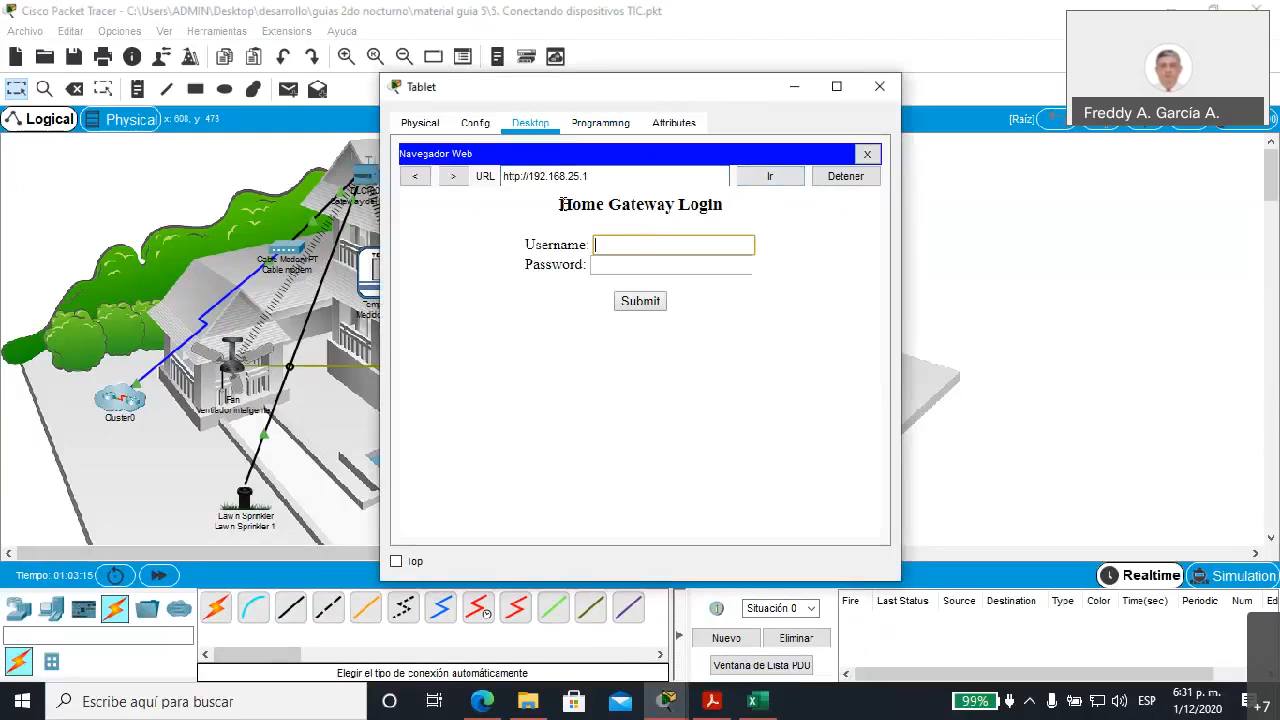 Cisco Packet Tracer - C:\Users\ADMIN\Desktop\desarrollo\guias 2do nocturno\material guia 5\5. Conectando dispositivos TIC.pkt
Archivo Editar Opciones Ver Herramientas Extensions Ayuda
Logical
Physical
x: 608, y: 473
[Raíz]
Freddy A. García A.
Tablet
Physical Config Desktop Programming Attributes
Navegador Web
X
< > URL http://192.168.25.1 Ir Detener
Home Gateway Login
Username:
Password:
Submit
Top
Cable Modem PT
Cable modem
Fan
Ventilador inteligente
Cluster0
Lawn Sprinkler
Lawn Sprinkler 1
Tiempo: 01:03:15
Realtime
Simulation
Situación 0
Nuevo Eliminar
Ventana de Lista PDU
Fire Last Status Source Destination Type Color Time(sec) Periodic Num Ed
Elegir el tipo de conexión automáticamente
Escribe aquí para buscar
99%
ESP
6:31 p. m.
1/12/2020
+7